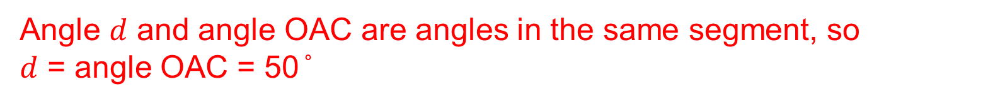 Angle d and angle OAC are angles in the same segment, so
d = angle OAC = 50°